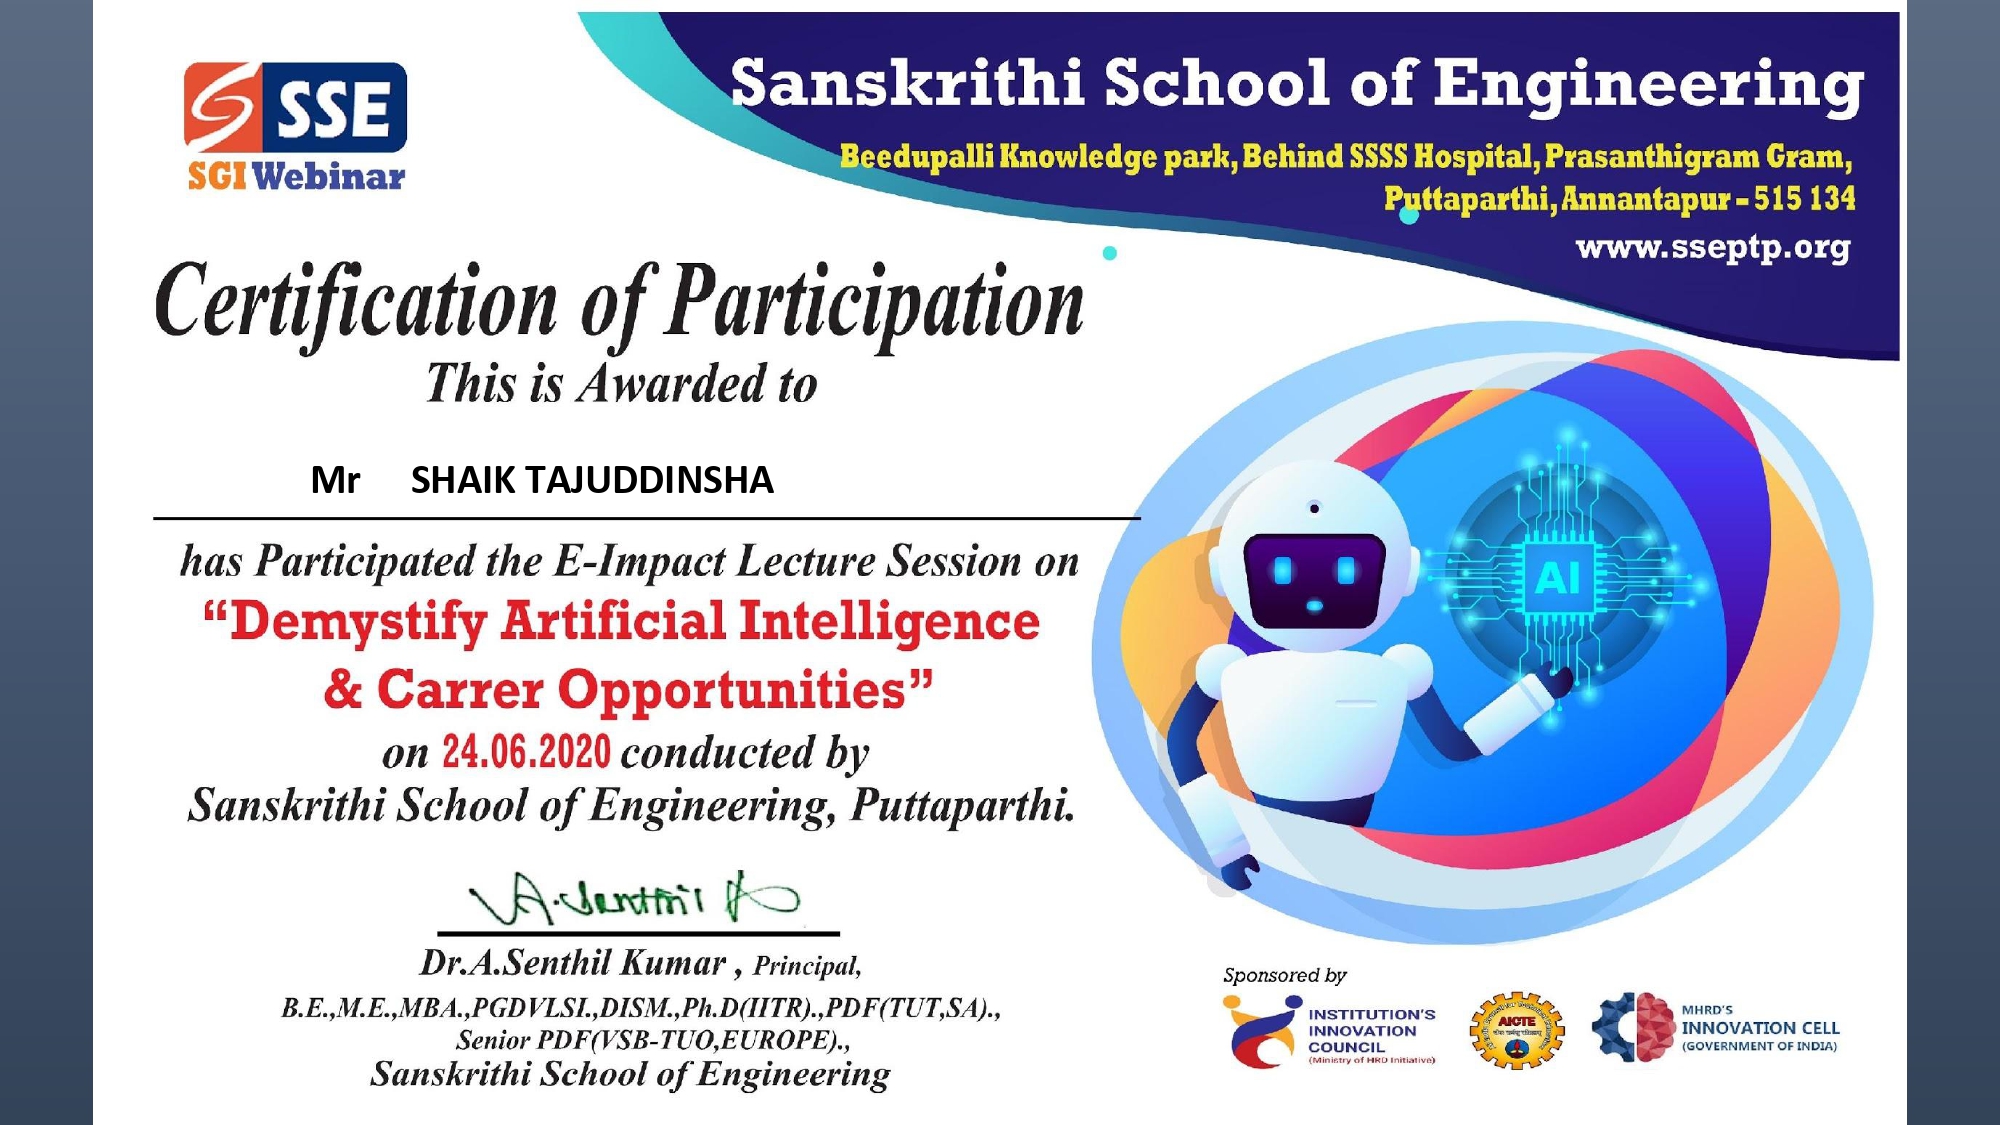 SSE
SGI Webinar
Sanskrithi School of Engineering
Beedupalli Knowledge park, Behind SSSS Hospital, Prasanthigram Gram,
Puttaparthi, Annantapur - 515 134
www.sseptp.org
Certification of Participation
This is Awarded to
Mr SHAIK TAJUDDINSHA
has Participated the E-Impact Lecture Session on
“Demystify Artificial Intelligence
& Carrer Opportunities”
on 24.06.2020 conducted by
Sanskrithi School of Engineering, Puttaparthi.
AI
A. Senthil K
Dr.A.Senthil Kumar , Principal,
B.E.,M.E.,MBA.,PGDVLSI.,DISM.,Ph.D(IITR).,PDF(TUT,SA).,
Senior PDF(VSB-TUO,EUROPE).,
Sanskrithi School of Engineering
Sponsored by
INSTITUTION'S
INNOVATION
COUNCIL
(Ministry of HRD Initiative)
AICTE
MHRD'S
INNOVATION CELL
(GOVERNMENT OF INDIA)